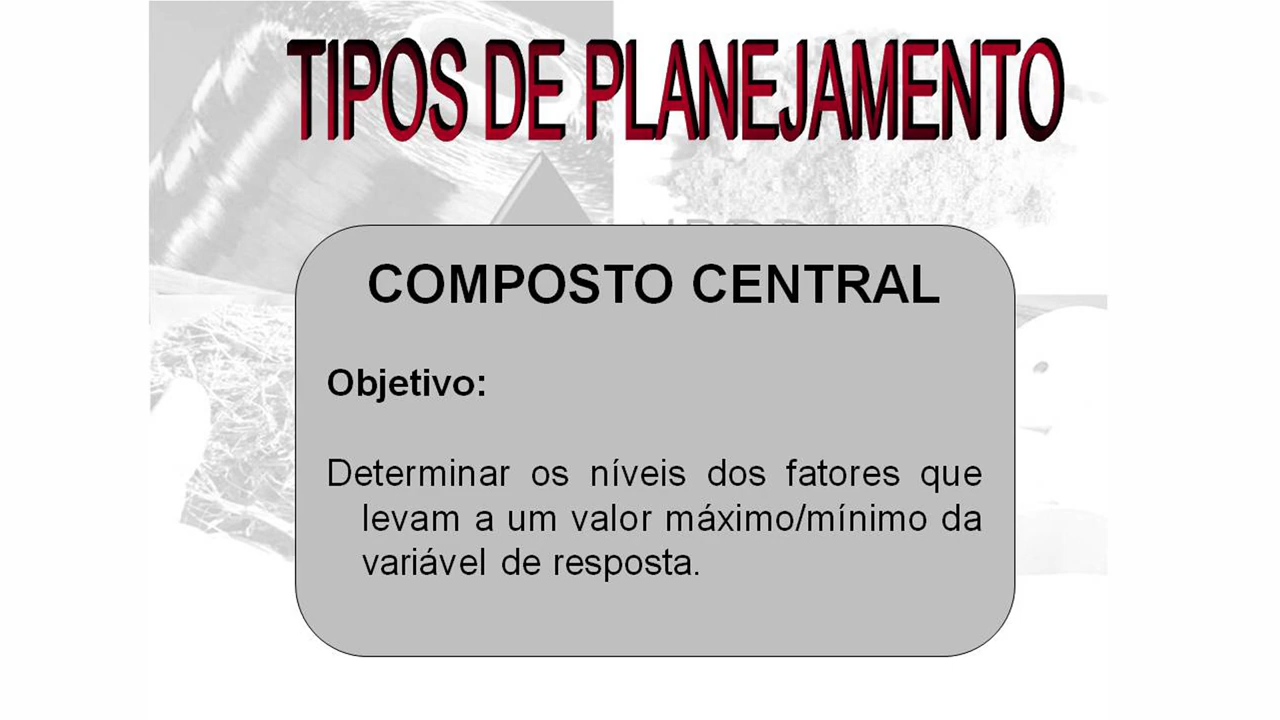 TIPOS DE PLANEJAMENTO
COMPOSTO CENTRAL
Objetivo:
Determinar os níveis dos fatores que
levam a um valor máximo/mínimo da
variável de resposta.